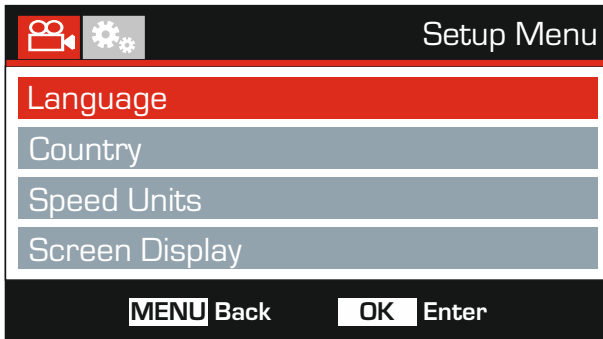 Setup Menu
Language
Country
Speed Units
Screen Display
MENU Back OK Enter